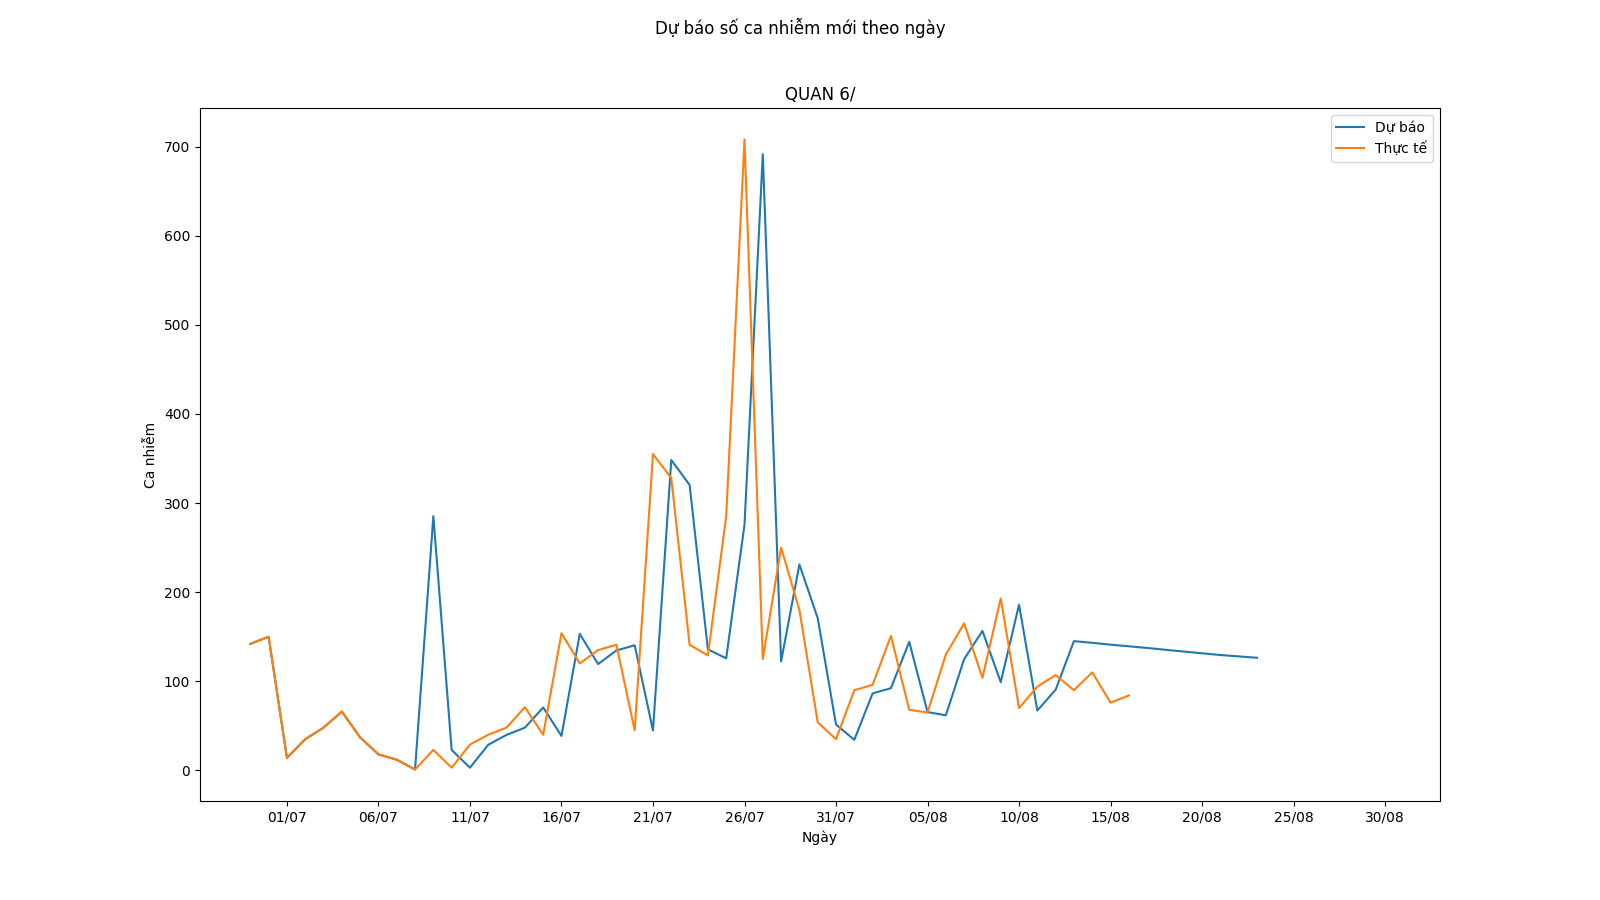 Dự báo số ca nhiễm mới theo ngày
QUAN 6/
Dự báo
Thực tế
700
600
500
400
300
200
100
0
Ca nhiễm
01/07 06/07 11/07 16/07 21/07 26/07 31/07 05/08 10/08 15/08 20/08 25/08 30/08
Ngày